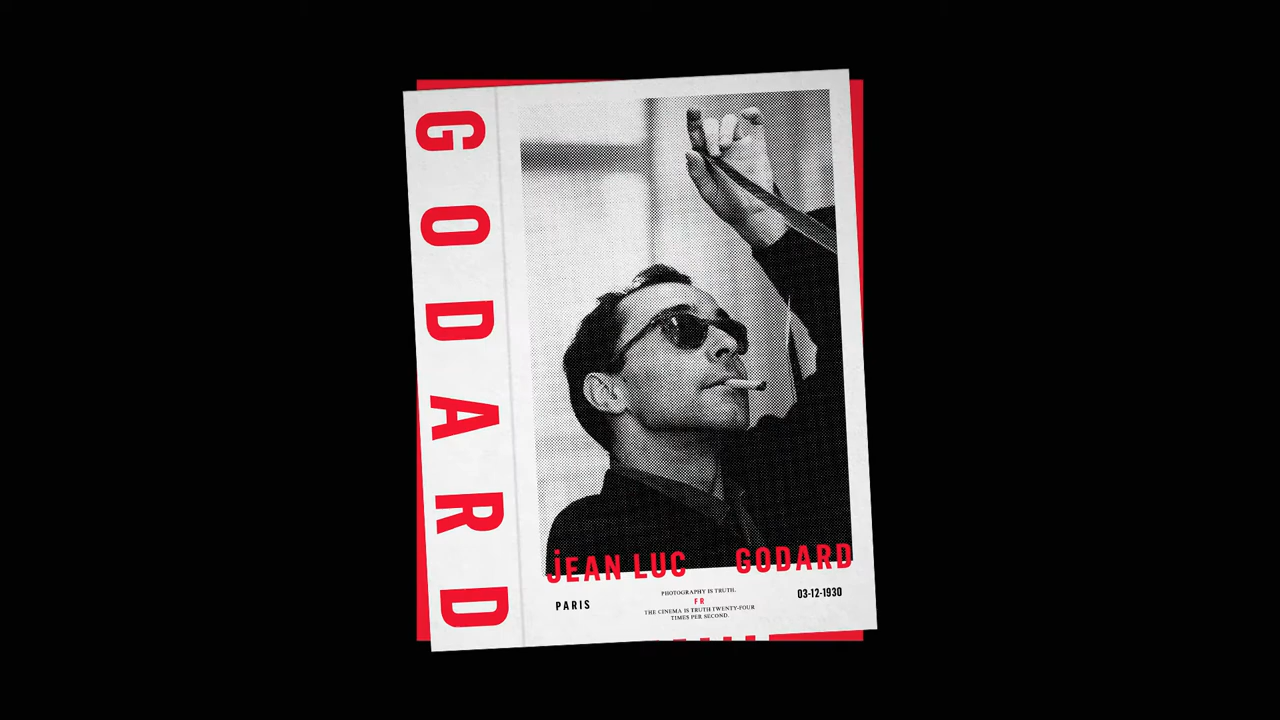 GODARD
jEAN LUC GODARD
PARIS
PHOTOGRAPHY IS TRUTH.
FR
THE CINEMA IS TRUTH TWENTY-FOUR
TIMES PER SECOND.
03-12-1930